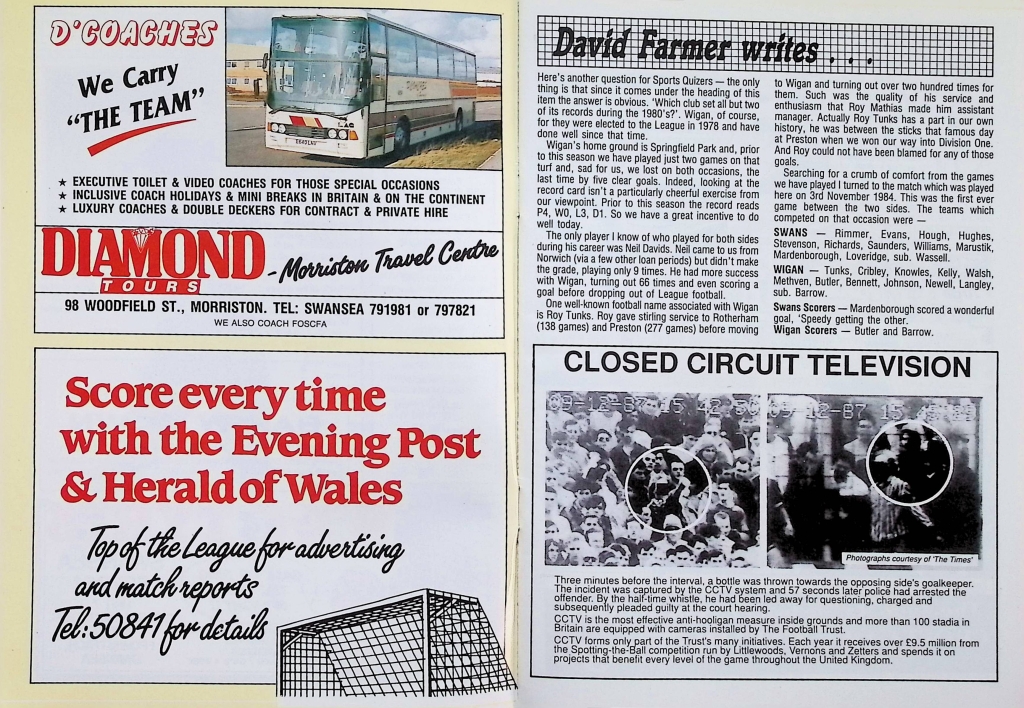 D'COACHES
We Carry
"THE TEAM"
★ EXECUTIVE TOILET & VIDEO COACHES FOR THOSE SPECIAL OCCASIONS
★ INCLUSIVE COACH HOLIDAYS & MINI BREAKS IN BRITAIN & ON THE CONTINENT
★ LUXURY COACHES & DOUBLE DECKERS FOR CONTRACT & PRIVATE HIRE
DIAMOND
TOURS
- Morriston Travel Centre
98 WOODFIELD ST., MORRISTON. TEL: SWANSEA 791981 or 797821
WE ALSO COACH FOSCFA
Score every time
with the Evening Post
& Herald of Wales
Top of the League for advertising
and match reports
Tel: 50841 for details
David Farmer writes . . .
Here's another question for Sports Quizers — the only
thing is that since it comes under the heading of this
item the answer is obvious. 'Which club set all but two
of its records during the 1980's?'. Wigan, of course,
for they were elected to the League in 1978 and have
done well since that time.
Wigan's home ground is Springfield Park and, prior
to this season we have played just two games on that
turf and, sad for us, we lost on both occasions, the
last time by five clear goals. Indeed, looking at the
record card isn't a particularly cheerful exercise from
our viewpoint. Prior to this season the record reads
P4, W0, L3, D1. So we have a great incentive to do
well today.
The only player I know of who played for both sides
during his career was Neil Davids. Neil came to us from
Norwich (via a few other loan periods) but didn't make
the grade, playing only 9 times. He had more success
with Wigan, turning out 66 times and even scoring a
goal before dropping out of League football.
One well-known football name associated with Wigan
is Roy Tunks. Roy gave stirling service to Rotherham
(138 games) and Preston (277 games) before moving
to Wigan and turning out over two hundred times for
them. Such was the quality of his service and
enthusiasm that Roy Mathias made him assistant
manager. Actually Roy Tunks has a part in our own
history, he was between the sticks that famous day
at Preston when we won our way into Division One.
And Roy could not have been blamed for any of those
goals.
Searching for a crumb of comfort from the games
we have played I turned to the match which was played
here on 3rd November 1984. This was the first ever
game between the two sides. The teams which
competed on that occasion were —
SWANS — Rimmer, Evans, Hough, Hughes,
Stevenson, Richards, Saunders, Williams, Marustik,
Mardenborough, Loveridge, sub. Wassell.
WIGAN — Tunks, Cribley, Knowles, Kelly, Walsh,
Methven, Butler, Bennett, Johnson, Newell, Langley,
sub. Barrow.
Swans Scorers — Mardenborough scored a wonderful
goal, 'Speedy getting the other.
Wigan Scorers — Butler and Barrow.
CLOSED CIRCUIT TELEVISION
09-12-87 15 42
09-12-87 15
Photographs courtesy of 'The Times'
Three minutes before the interval, a bottle was thrown towards the opposing side's goalkeeper.
The incident was captured by the CCTV system and 57 seconds later police had arrested the
offender. By the half-time whistle, he had been led away for questioning, charged and
subsequently pleaded guilty at the court hearing.
CCTV is the most effective anti-hooligan measure inside grounds and more than 100 stadia in
Britain are equipped with cameras installed by The Football Trust.
CCTV forms only part of the Trust's many initiatives. Each year it receives over £9.5 million from
the Spotting-the-Ball competition run by Littlewoods, Vernons and Zetters and spends it on
projects that benefit every level of the game throughout the United Kingdom.